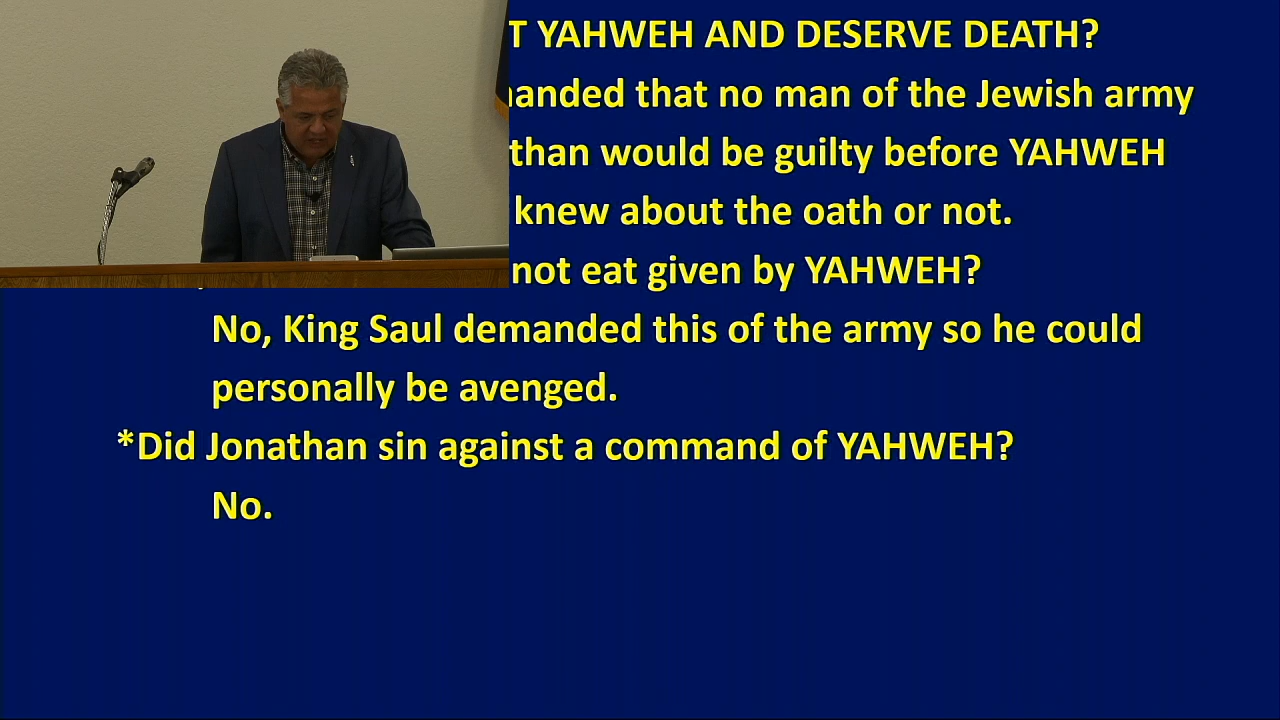 YAHWEH AND DESERVE DEATH?
that no man of the Jewish army
would be guilty before YAHWEH
knew about the oath or not.
not eat given by YAHWEH?
No, King Saul demanded this of the army so he could
personally be avenged.
*Did Jonathan sin against a command of YAHWEH?
No.